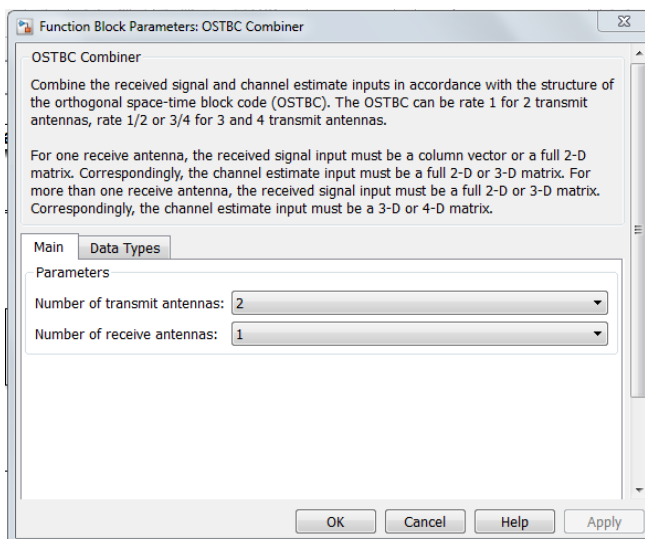 Function Block Parameters: OSTBC Combiner
OSTBC Combiner
Combine the received signal and channel estimate inputs in accordance with the structure of
the orthogonal space-time block code (OSTBC). The OSTBC can be rate 1 for 2 transmit
antennas, rate 1/2 or 3/4 for 3 and 4 transmit antennas.
For one receive antenna, the received signal input must be a column vector or a full 2-D
matrix. Correspondingly, the channel estimate input must be a full 2-D or 3-D matrix. For
more than one receive antenna, the received signal input must be a full 2-D or 3-D matrix.
Correspondingly, the channel estimate input must be a 3-D or 4-D matrix.
Main Data Types
Parameters
Number of transmit antennas: 2
Number of receive antennas: 1
OK Cancel Help Apply